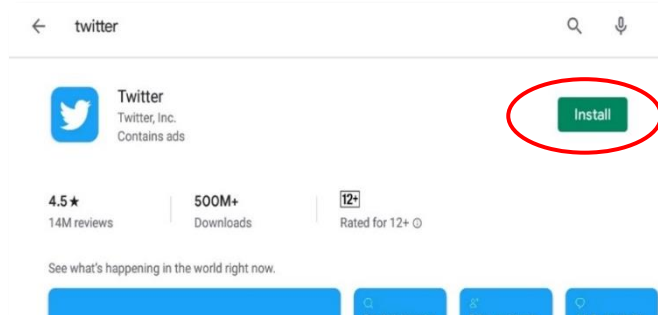 twitter
Twitter
Twitter, Inc.
Contains ads
Install
4.5★ 500M+ 12+
14M reviews Downloads Rated for 12+
See what's happening in the world right now.